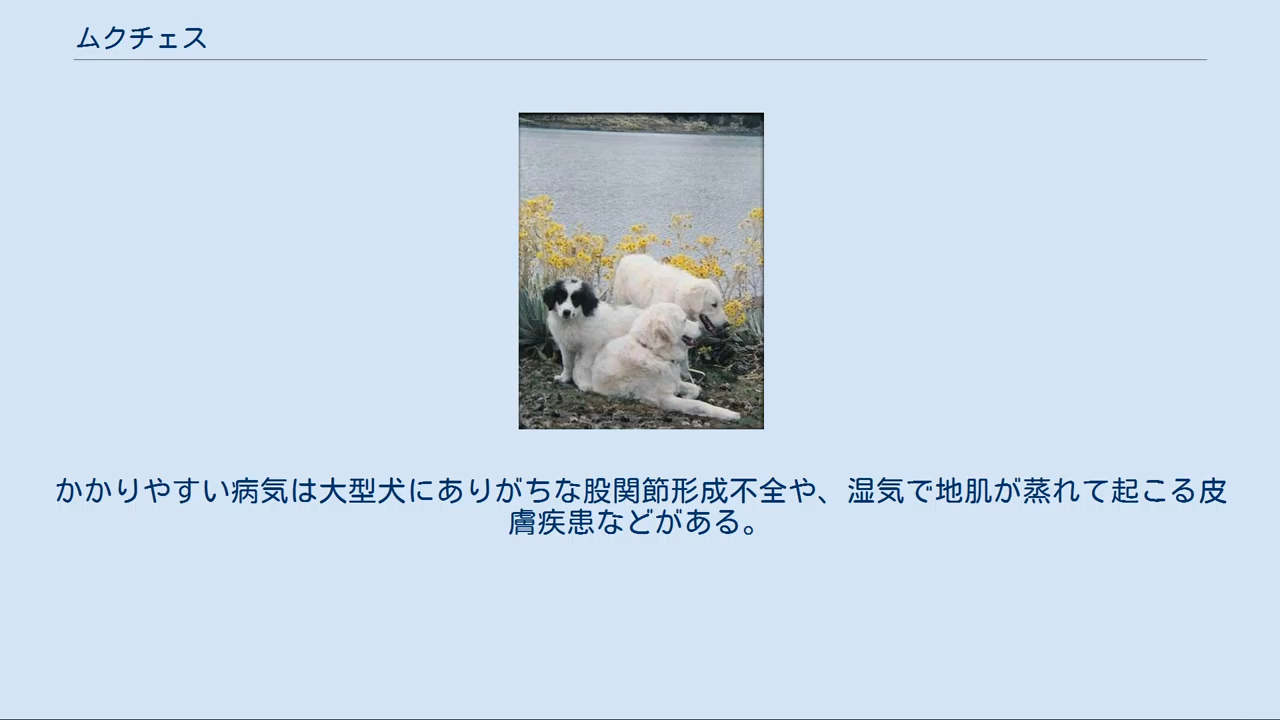 ムクチェス
かかりやすい病気は大型犬にありがちな股関節形成不全や、湿気で地肌が蒸れて起こる皮
膚疾患などがある。